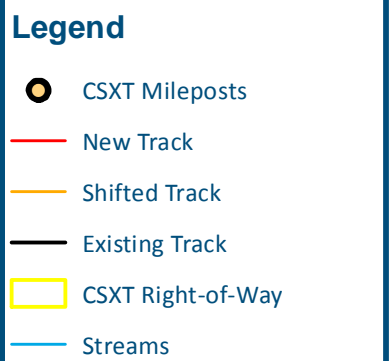 Legend
CSXT Mileposts
New Track
Shifted Track
Existing Track
CSXT Right-of-Way
Streams